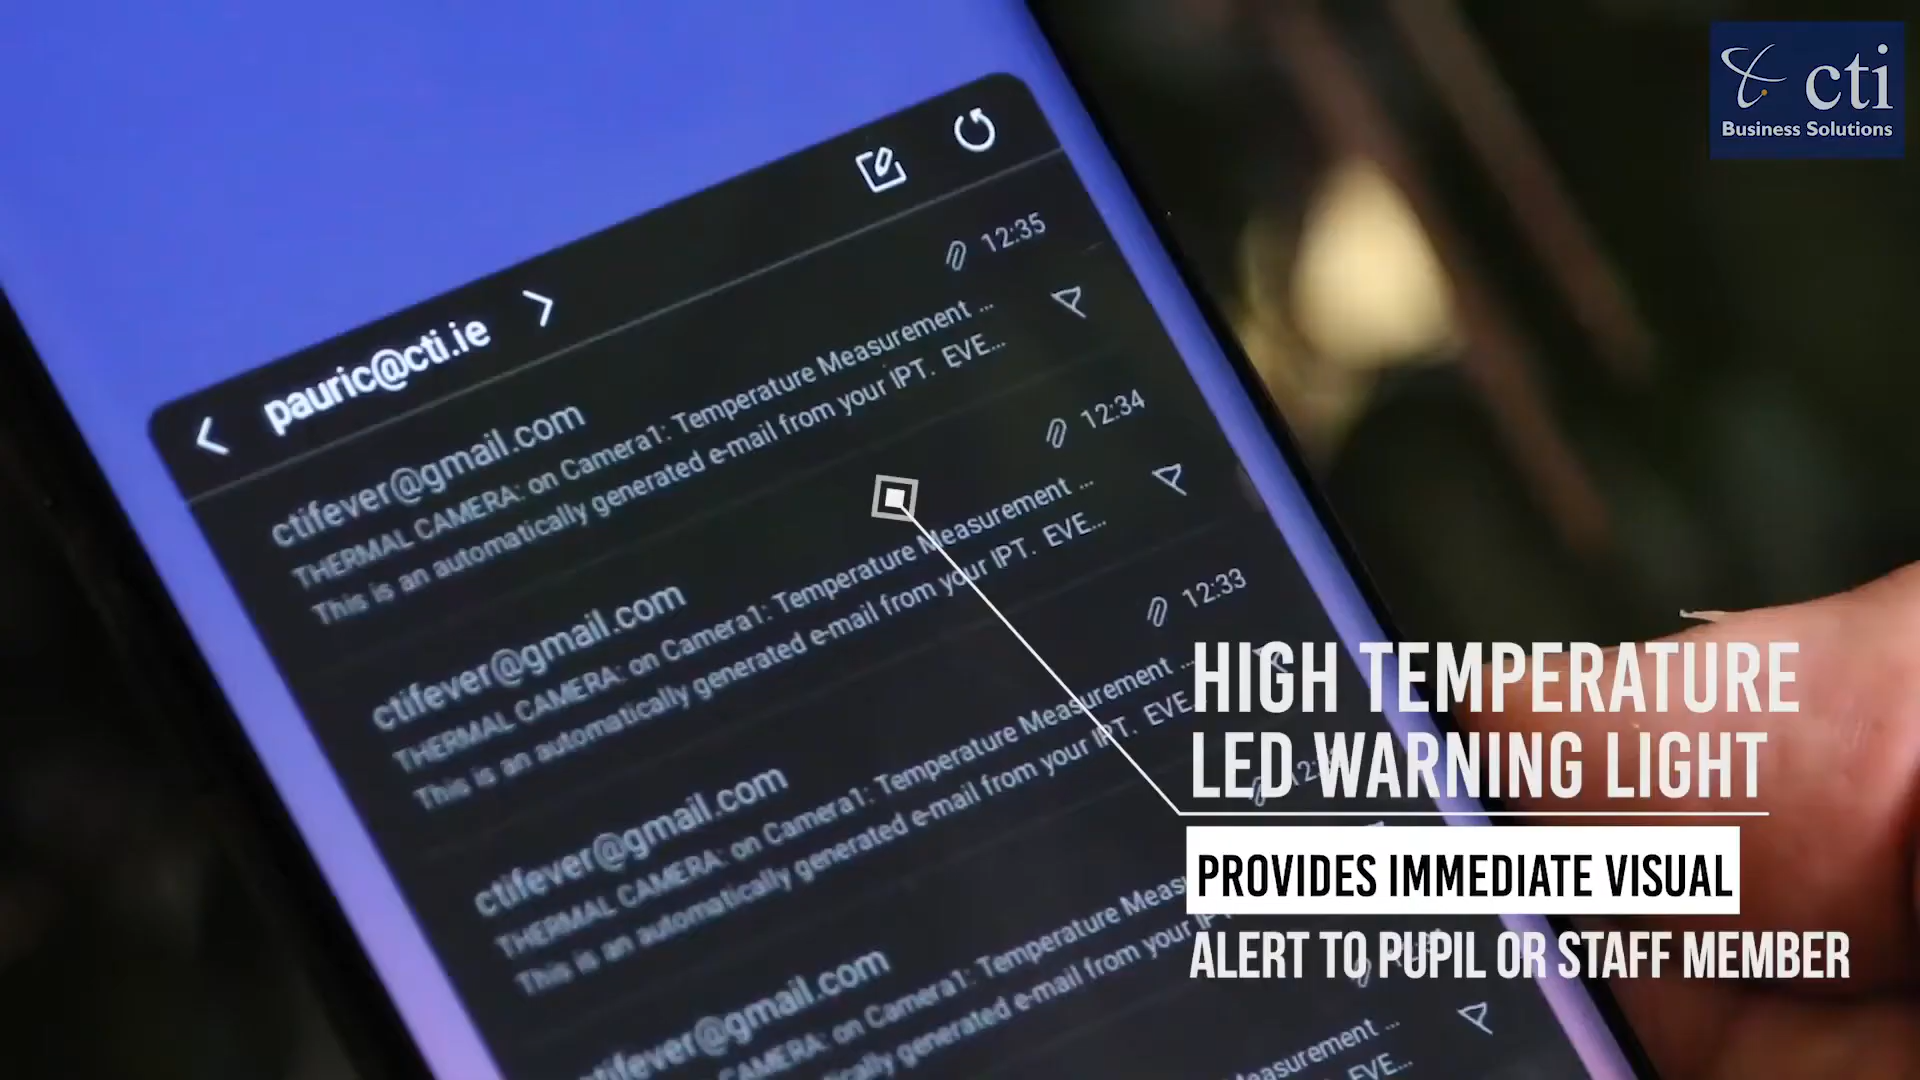 cti
Business Solutions
pauric@cti.ie
12:35
ctifever@gmail.com
THERMAL CAMERA: on Camera1: Temperature Measurement ...
This is an automatically generated e-mail from your IPT. EVE...
12:34
ctifever@gmail.com
THERMAL CAMERA: on Camera1: Temperature Measurement ...
This is an automatically generated e-mail from your IPT. EVE...
12:33
ctifever@gmail.com
THERMAL CAMERA: on Camera1: Temperature Measurement ...
This is an automatically generated e-mail from your IPT. EVE
ctifever@gmail.com
CAMERA: on Camera1: Temperature Meas
generated e-mail from your IPT
Measurement ...
EVE...
HIGH TEMPERATURE
LED WARNING LIGHT
PROVIDES IMMEDIATE VISUAL
ALERT TO PUPIL OR STAFF MEMBER